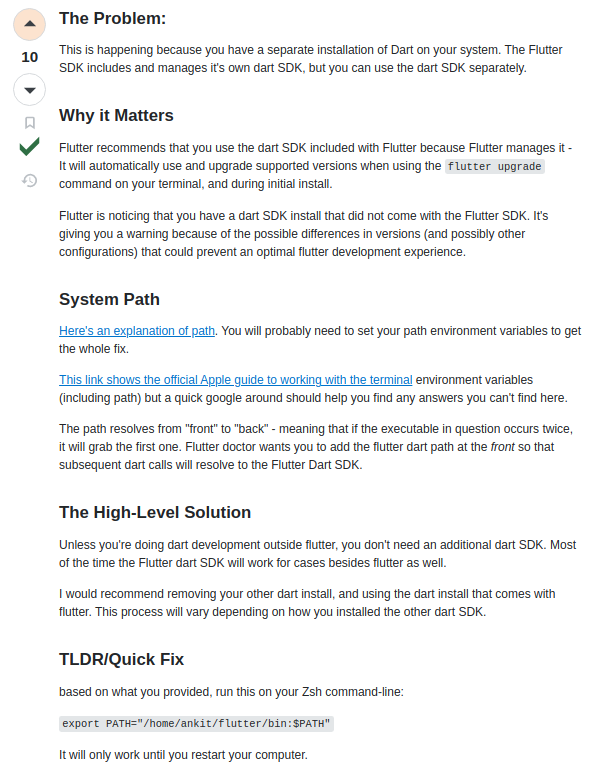 The Problem:
10
This is happening because you have a separate installation of Dart on your system. The Flutter
SDK includes and manages it's own dart SDK, but you can use the dart SDK separately.
Why it Matters
Flutter recommends that you use the dart SDK included with Flutter because Flutter manages it -
It will automatically use and upgrade supported versions when using the flutter upgrade
command on your terminal, and during initial install.
Flutter is noticing that you have a dart SDK install that did not come with the Flutter SDK. It's
giving you a warning because of the possible differences in versions (and possibly other
configurations) that could prevent an optimal flutter development experience.
System Path
Here's an explanation of path. You will probably need to set your path environment variables to get
the whole fix.
This link shows the official Apple guide to working with the terminal environment variables
(including path) but a quick google around should help you find any answers you can't find here.
The path resolves from "front" to "back" - meaning that if the executable in question occurs twice,
it will grab the first one. Flutter doctor wants you to add the flutter dart path at the front so that
subsequent dart calls will resolve to the Flutter Dart SDK.
The High-Level Solution
Unless you're doing dart development outside flutter, you don't need an additional dart SDK. Most
of the time the Flutter dart SDK will work for cases besides flutter as well.
I would recommend removing your other dart install, and using the dart install that comes with
flutter. This process will vary depending on how you installed the other dart SDK.
TLDR/Quick Fix
based on what you provided, run this on your Zsh command-line:
export PATH="/home/ankit/flutter/bin:$PATH"
It will only work until you restart your computer.